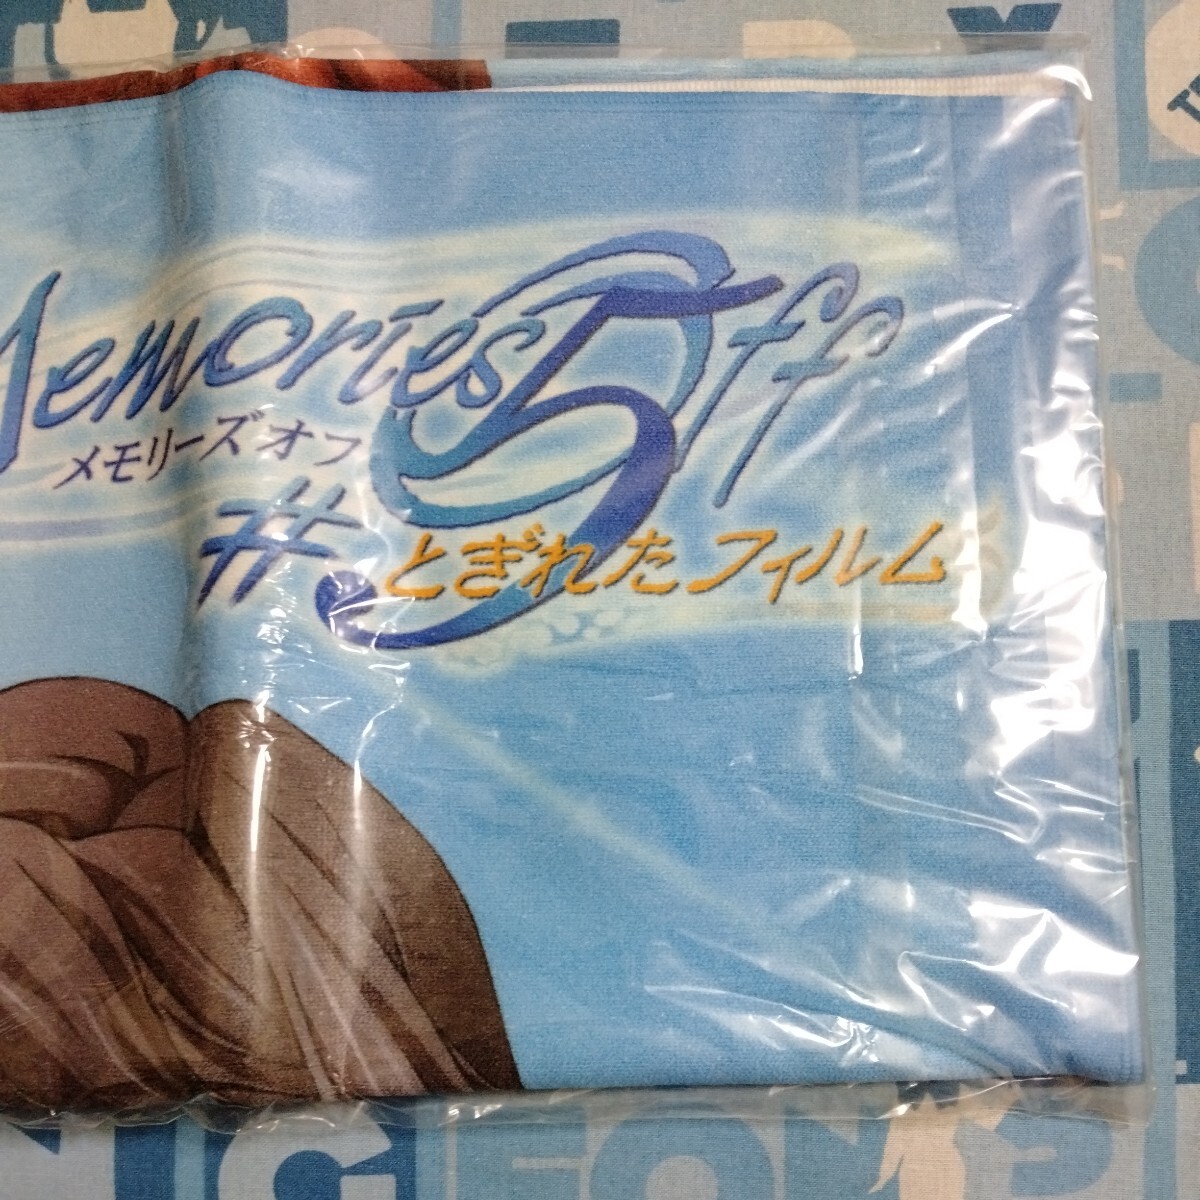 Memories Off
メモリーズオフ
#5 とぎれたフィルム